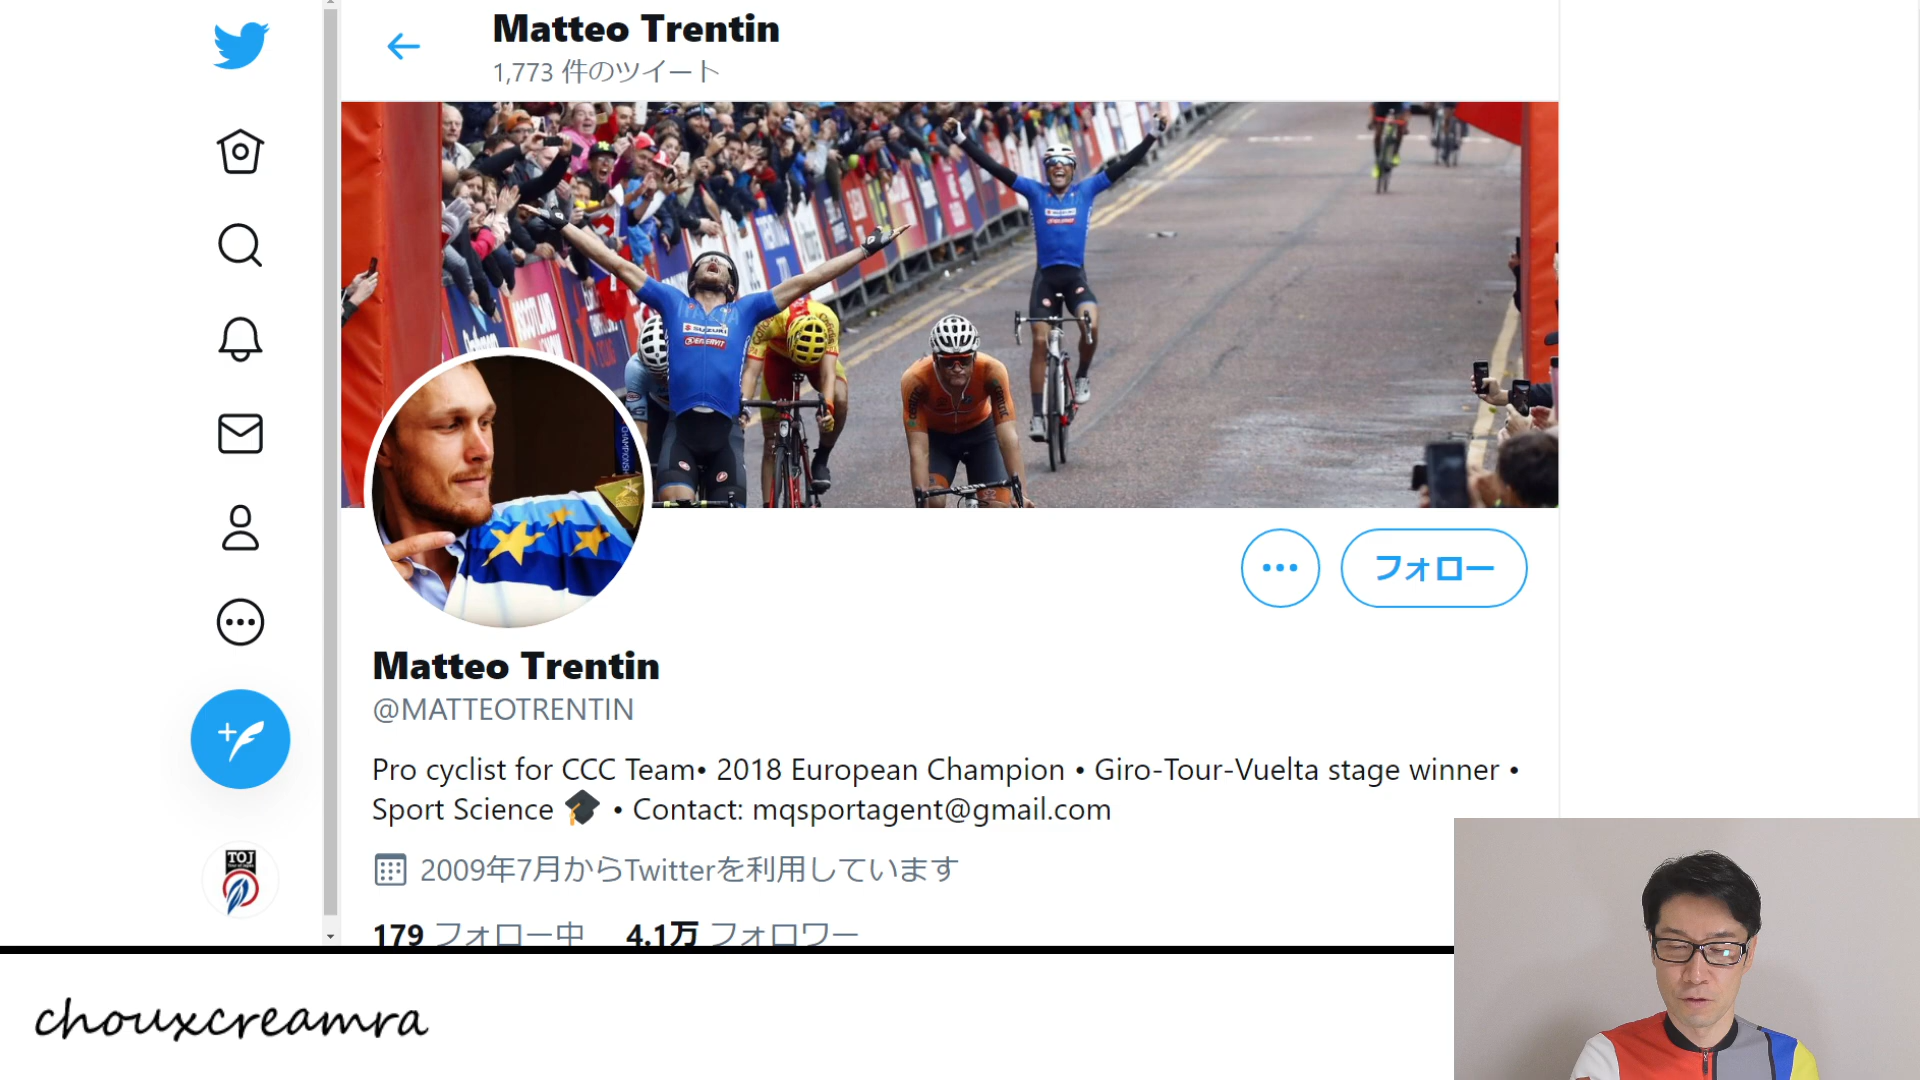 Matteo Trentin
1,773 件のツイート
SCOTLAND
SUZUKI
ENERVIT
CHAMPIONSH
フォロー
Matteo Trentin
@MATTEOTRENTIN
Pro cyclist for CCC Team• 2018 European Champion • Giro-Tour-Vuelta stage winner •
Sport Science 🎓 • Contact: mqsportagent@gmail.com
2009年7月からTwitterを利用しています
TOJ
179 フォロー中 4.1万 フォロワー
chouxcreamra